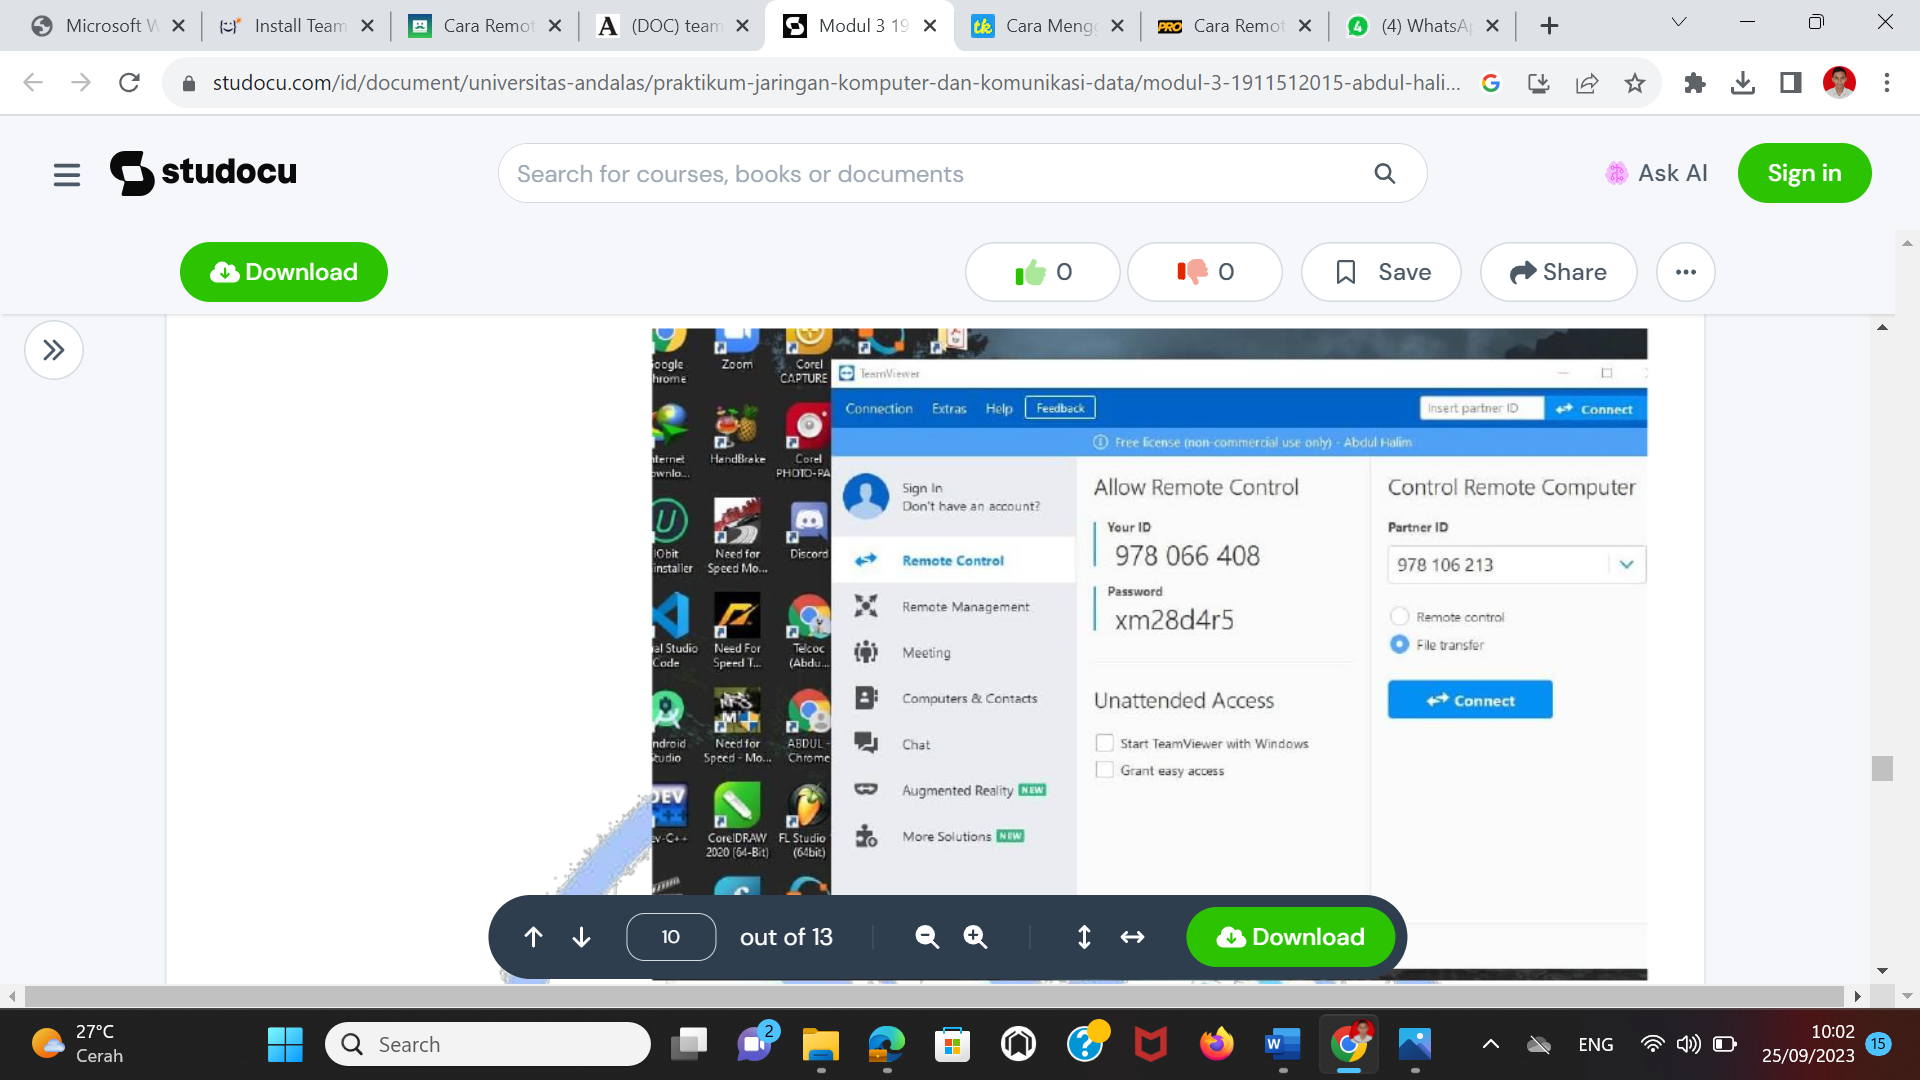 Microsoft W
Install Team
Cara Remot
(DOC) team
Modul 3 19
Cara Mengg
Cara Remot
(4) WhatsAp
studocu.com/id/document/universitas-andalas/praktikum-jaringan-komputer-dan-komunikasi-data/modul-3-1911512015-abdul-hali...
studocu
Search for courses, books or documents
Ask AI
Sign in
Download
0
0
Save
Share
Google Chrome
Zoom
Corel CAPTURE
TeamViewer
Connection
Extras
Help
Feedback
Insert partner ID
Connect
Free license (non-commercial use only) - Abdul Halim
HandBrake
Corel PHOTO-PA
Sign In
Don't have an account?
Allow Remote Control
Control Remote Computer
Your ID
978 066 408
Partner ID
978 106 213
Password
xm28d4r5
IObit
Need for Speed Mo...
Discord
Remote Control
Remote Management
Meeting
Computers & Contacts
Chat
Augmented Reality NEW
More Solutions NEW
Remote control
File transfer
Connect
Unattended Access
Start TeamViewer with Windows
Grant easy access
al Studio Code
Need For Speed T...
Telcoc (Abdu...
ndroid Studio
Need for Speed - Mo...
ABDUL - Chrome
DEV
ev-C++
CorelDRAW 2020 (64-Bit)
FL Studio (64bit)
10
out of 13
Download
27°C
Cerah
Search
2
ENG
10:02
25/09/2023
15